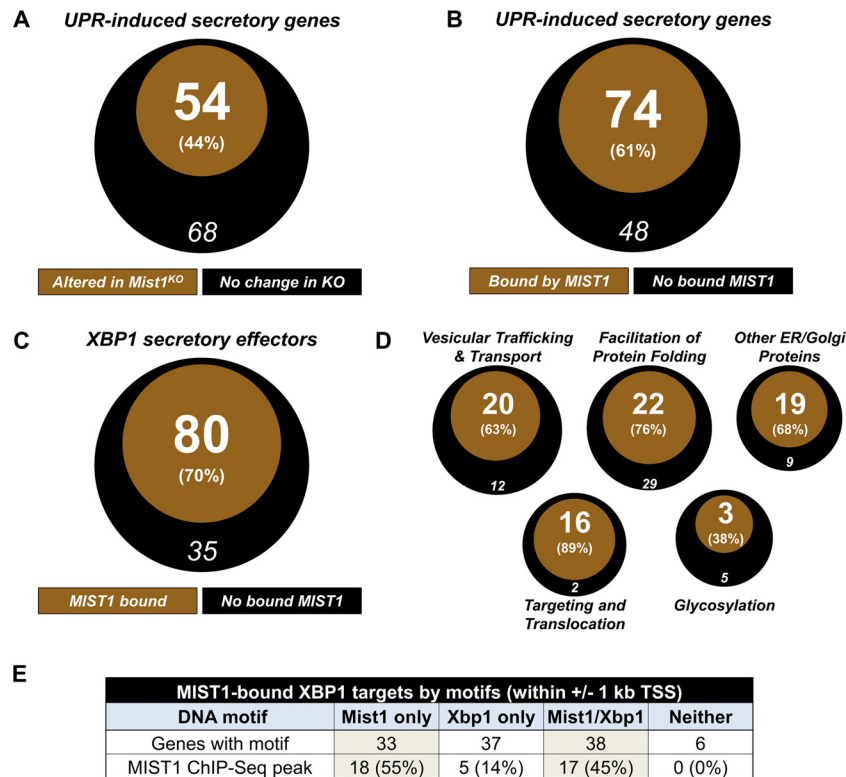 A
UPR-induced secretory genes
54
(44%)
68
Altered in Mist1KO
No change in KO
B
UPR-induced secretory genes
74
(61%)
48
Bound by MIST1
No bound MIST1
C
XBP1 secretory effectors
80
(70%)
35
MIST1 bound
No bound MIST1
D
Vesicular Trafficking
& Transport
20
(63%)
12
Facilitation of
Protein Folding
22
(76%)
29
Other ER/Golgi
Proteins
19
(68%)
9
16
(89%)
2
Targeting and
Translocation
3
(38%)
5
Glycosylation
E
MIST1-bound XBP1 targets by motifs (within +/- 1 kb TSS)
DNA motif Mist1 only Xbp1 only Mist1/Xbp1 Neither
Genes with motif 33 37 38 6
MIST1 ChIP-Seq peak 18 (55%) 5 (14%) 17 (45%) 0 (0%)